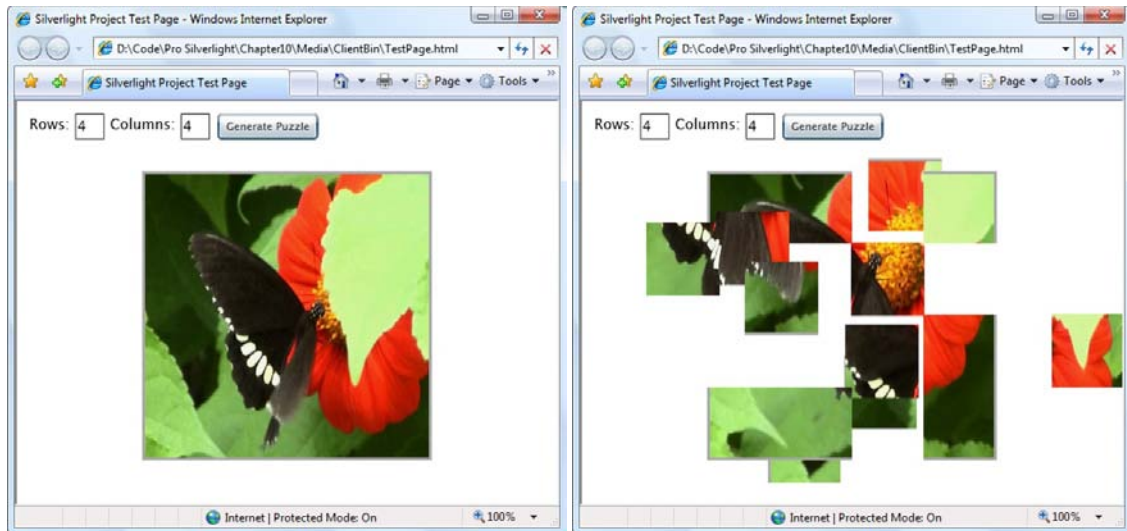 Silverlight Project Test Page - Windows Internet Explorer
D:\Code\Pro Silverlight\Chapter10\Media\ClientBin\TestPage.html
Silverlight Project Test Page
Page
Tools
Rows: 4 Columns: 4 Generate Puzzle
Internet | Protected Mode: On
100%
Silverlight Project Test Page - Windows Internet Explorer
D:\Code\Pro Silverlight\Chapter10\Media\ClientBin\TestPage.html
Silverlight Project Test Page
Page
Tools
Rows: 4 Columns: 4 Generate Puzzle
Internet | Protected Mode: On
100%